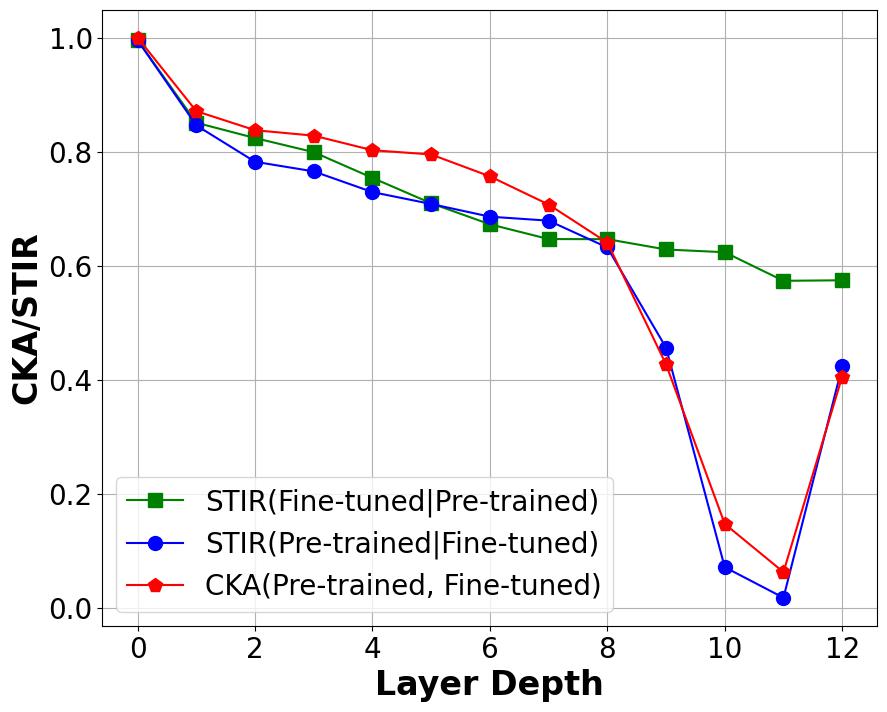 CKA/STIR
1.0
0.8
0.6
0.4
0.2
0.0
STIR(Fine-tuned|Pre-trained)
STIR(Pre-trained|Fine-tuned)
CKA(Pre-trained, Fine-tuned)
0 2 4 6 8 10 12
Layer Depth